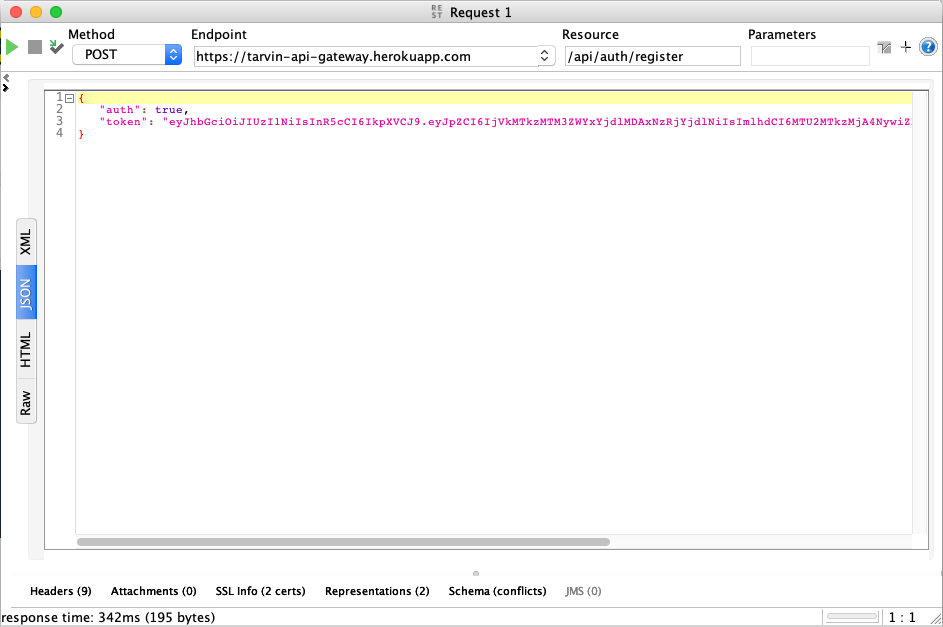 RE
ST
Request 1
Method
Endpoint
Resource
Parameters
POST
https://tarvin-api-gateway.herokuapp.com
/api/auth/register
1 {
2 "auth": true,
3 "token": "eyJhbGciOiJIUzI1NiIsInR5cCI6IkpXVCJ9.eyJpZCI6IjVkMTkzMTM3ZWYxYjdlMDAxNzRjYjdlNiIsImlhdCI6MTU2MTkzMjA4NywiZ
4 }
XML
JSON
HTML
Raw
Headers (9)
Attachments (0)
SSL Info (2 certs)
Representations (2)
Schema (conflicts)
JMS (0)
response time: 342ms (195 bytes)
1 : 1